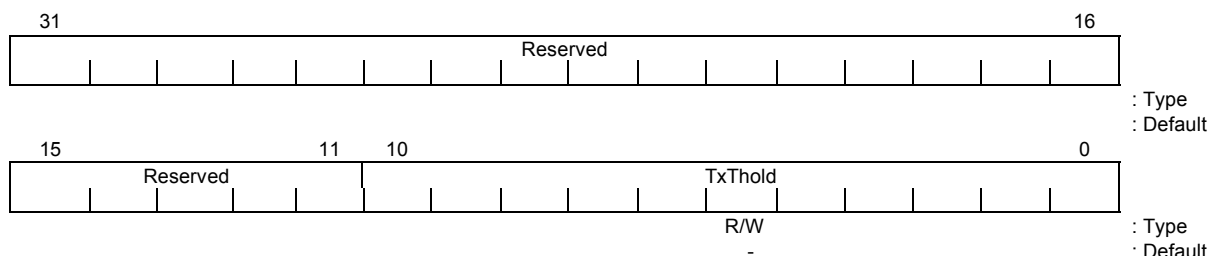 31 16
Reserved
: Type
: Default
15 11 10 0
Reserved TxThold
R/W : Type
- : Default